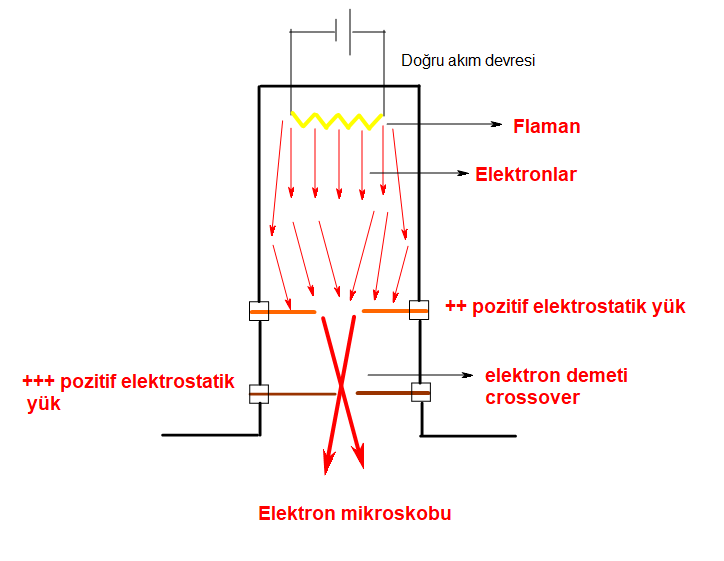 Doğru akım devresi
Flaman
Elektronlar
++ pozitif elektrostatik yük
+++ pozitif elektrostatik
yük
elektron demeti
crossover
Elektron mikroskobu